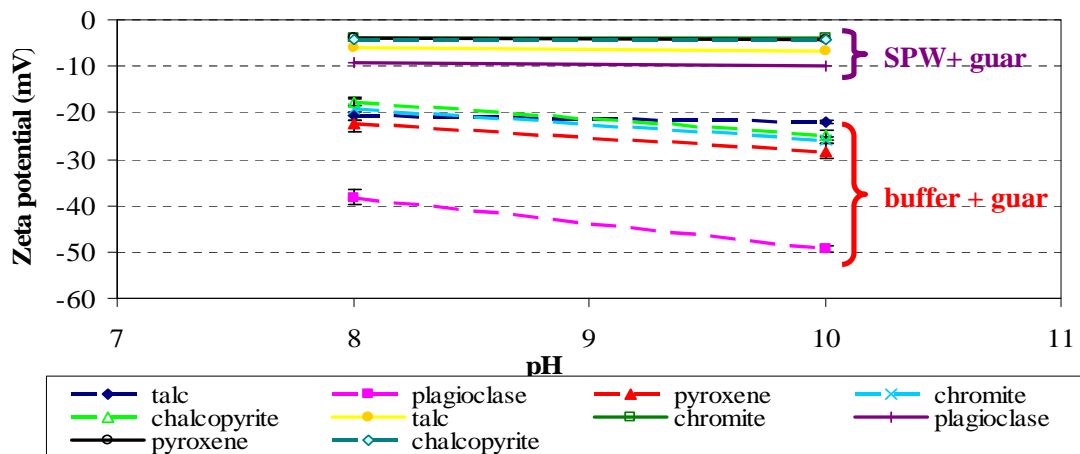 0
-10
-20
-30
-40
-50
-60
Zeta potential (mV)
7
8
9
10
11
pH
SPW+ guar
buffer + guar
talc
plagioclase
pyroxene
chromite
chalcopyrite
talc
chromite
plagioclase
pyroxene
chalcopyrite